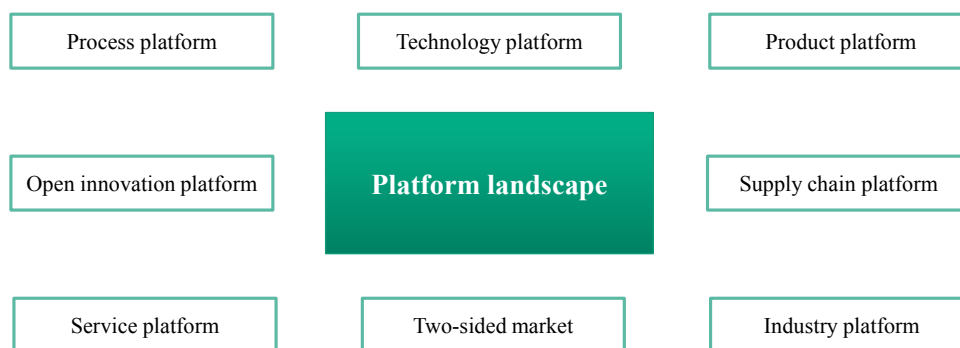 Process platform
Technology platform
Product platform
Open innovation platform
Platform landscape
Supply chain platform
Service platform
Two-sided market
Industry platform